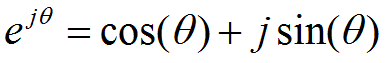 e^{jθ} = cos(θ) + j sin(θ)